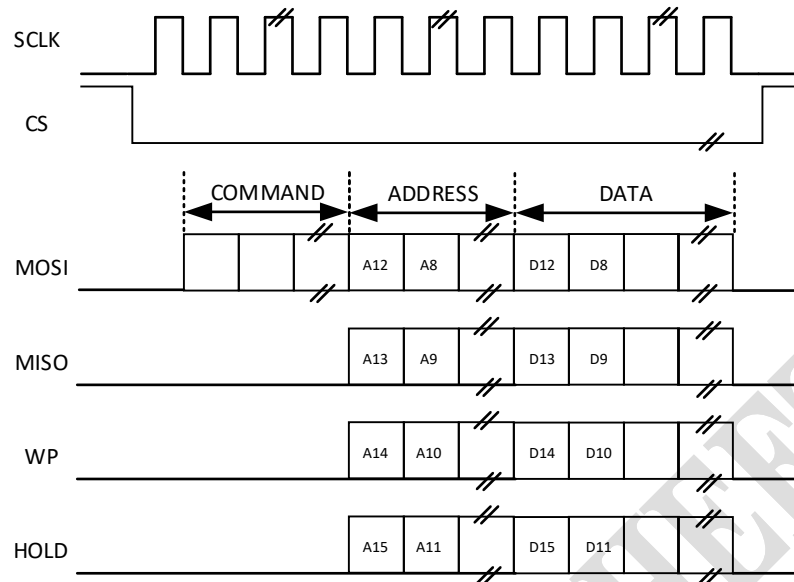 SCLK
CS
COMMAND ADDRESS DATA
MOSI A12 A8 D12 D8
MISO A13 A9 D13 D9
WP A14 A10 D14 D10
HOLD A15 A11 D15 D11